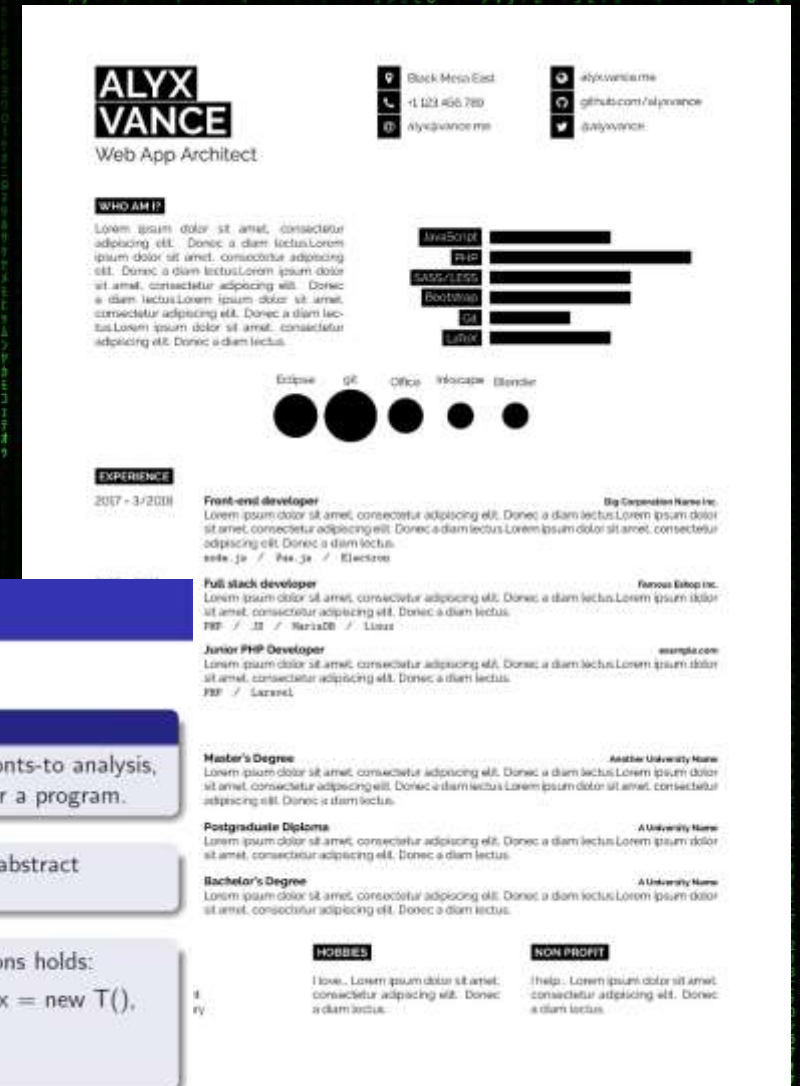 ALYX
VANCE
Web App Architect
Black Mesa East
+1 123 456 789
alyx@vance.me
alyxvance.me
github.com/alyxvance
@alyxvance
WHO AM I?
Lorem ipsum dolor sit amet, consectetur
adipiscing elit. Donec a diam lectus.Lorem
ipsum dolor sit amet, consectetur adipiscing
elit. Donec a diam lectus.Lorem ipsum dolor
sit amet, consectetur adipiscing elit. Donec
a diam lectus.Lorem ipsum dolor sit amet,
consectetur adipiscing elit. Donec a diam lec-
tus.Lorem ipsum dolor sit amet, consectetur
adipiscing elit. Donec a diam lectus.
JavaScript
PHP
SASS/LESS
Bootstrap
Git
LaTeX
Eclipse git Office Inkscape Blender
EXPERIENCE
2017 - 3/2018
Front-end developer Big Corporation Name Inc.
Lorem ipsum dolor sit amet, consectetur adipiscing elit. Donec a diam lectus.Lorem ipsum dolor
sit amet, consectetur adipiscing elit. Donec a diam lectus.Lorem ipsum dolor sit amet, consectetur
adipiscing elit. Donec a diam lectus.
node.js / Vue.js / Electron
Full stack developer Famous Eshop Inc.
Lorem ipsum dolor sit amet, consectetur adipiscing elit. Donec a diam lectus.Lorem ipsum dolor
sit amet, consectetur adipiscing elit. Donec a diam lectus.
PHP / JS / MariaDB / Linux
Junior PHP Developer example.com
Lorem ipsum dolor sit amet, consectetur adipiscing elit. Donec a diam lectus.Lorem ipsum dolor
sit amet, consectetur adipiscing elit. Donec a diam lectus.
PHP / Laravel
Master's Degree Another University Name
Lorem ipsum dolor sit amet, consectetur adipiscing elit. Donec a diam lectus.Lorem ipsum dolor
sit amet, consectetur adipiscing elit. Donec a diam lectus.Lorem ipsum dolor sit amet, consectetur
adipiscing elit. Donec a diam lectus.
Postgraduate Diploma A University Name
Lorem ipsum dolor sit amet, consectetur adipiscing elit. Donec a diam lectus.Lorem ipsum dolor
sit amet, consectetur adipiscing elit. Donec a diam lectus.
Bachelor's Degree A University Name
Lorem ipsum dolor sit amet, consectetur adipiscing elit. Donec a diam lectus.Lorem ipsum dolor
sit amet, consectetur adipiscing elit. Donec a diam lectus.
HOBBIES
I love... Lorem ipsum dolor sit amet,
consectetur adipiscing elit. Donec
a diam lectus.
NON PROFIT
I help... Lorem ipsum dolor sit amet,
consectetur adipiscing elit. Donec
a diam lectus.
onts-to analysis,
r a program.
abstract
ons holds:
x = new T(),